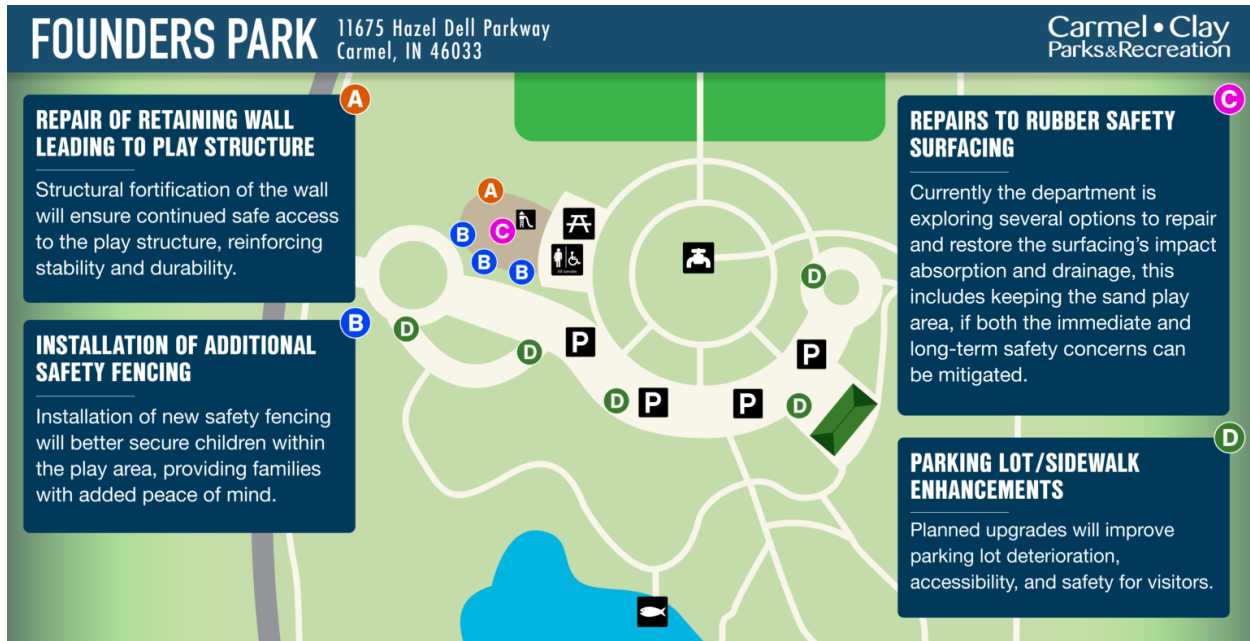 FOUNDERS PARK
11675 Hazel Dell Parkway
Carmel, IN 46033
Carmel • Clay
Parks&Recreation
A
REPAIR OF RETAINING WALL
LEADING TO PLAY STRUCTURE
Structural fortification of the wall
will ensure continued safe access
to the play structure, reinforcing
stability and durability.
B
INSTALLATION OF ADDITIONAL
SAFETY FENCING
Installation of new safety fencing
will better secure children within
the play area, providing families
with added peace of mind.
A
B
C
B
B
All Gender
D
D
D
D
D
P
P
P
P
C
REPAIRS TO RUBBER SAFETY
SURFACING
Currently the department is
exploring several options to repair
and restore the surfacing's impact
absorption and drainage, this
includes keeping the sand play
area, if both the immediate and
long-term safety concerns can
be mitigated.
D
PARKING LOT/SIDEWALK
ENHANCEMENTS
Planned upgrades will improve
parking lot deterioration,
accessibility, and safety for visitors.